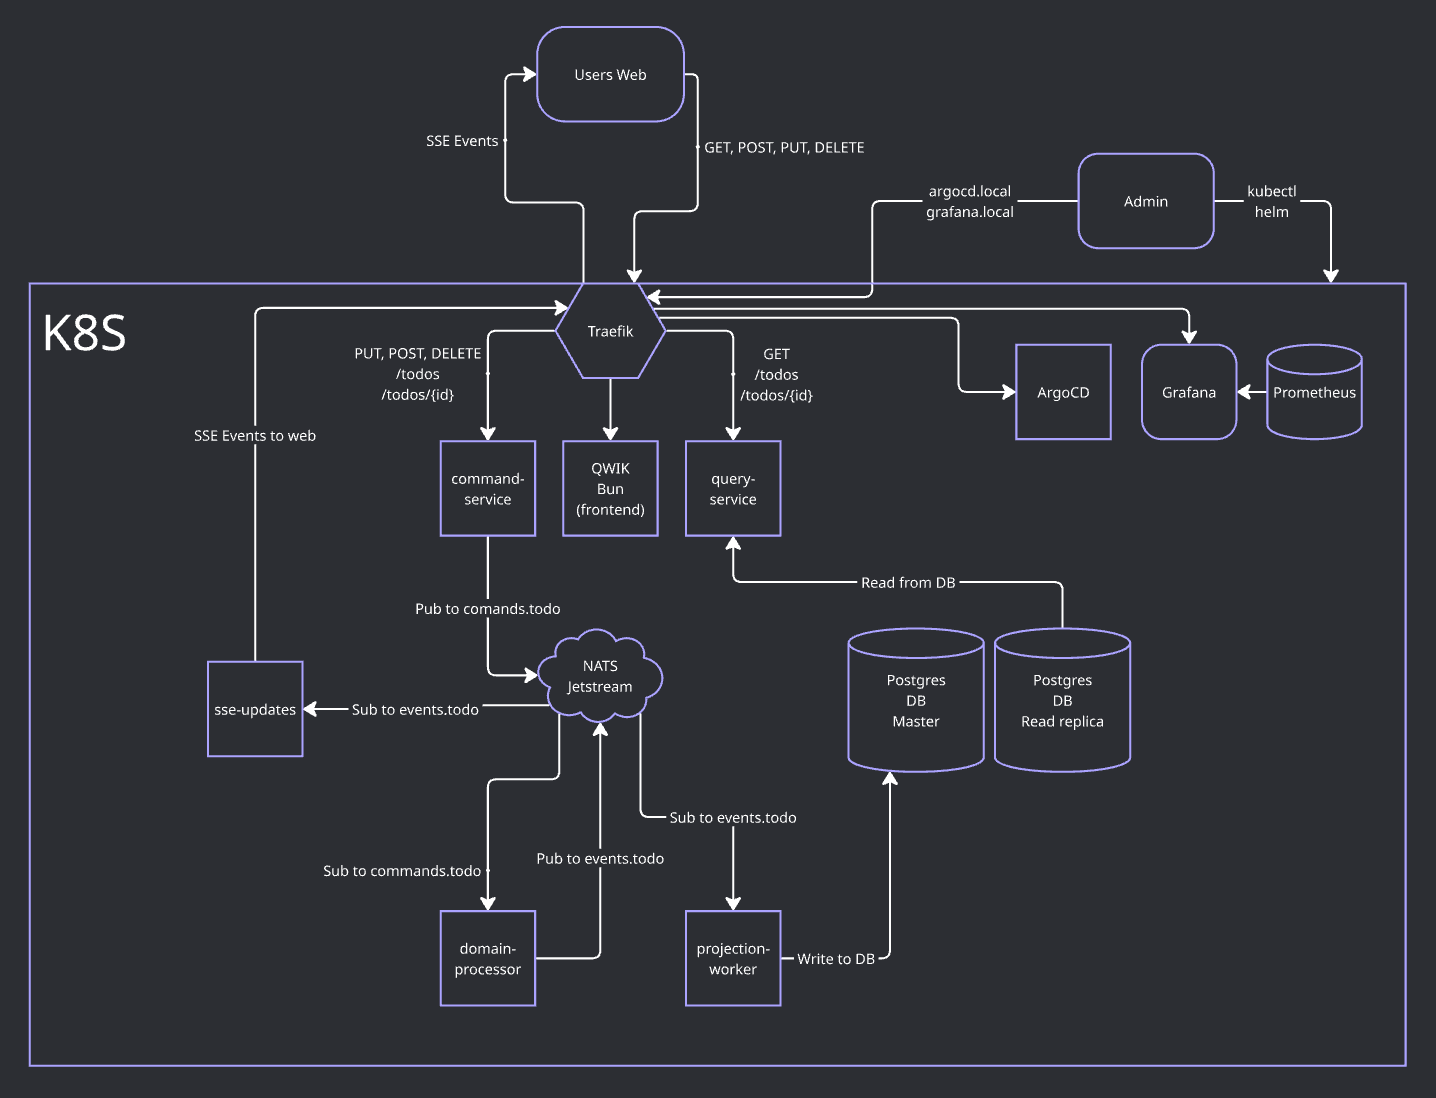 Users Web
SSE Events
GET, POST, PUT, DELETE
argocd.local
grafana.local
Admin
kubectl
helm
K8S
Traefik
PUT, POST, DELETE
/todos
/todos/{id}
GET
/todos
/todos/{id}
ArgoCD
Grafana
Prometheus
SSE Events to web
command-
service
QWIK
Bun
(frontend)
query-
service
Read from DB
Pub to comands.todo
NATS
Jetstream
Postgres
DB
Master
Postgres
DB
Read replica
sse-updates
Sub to events.todo
Sub to events.todo
Pub to events.todo
Sub to commands.todo
domain-
processor
projection-
worker
Write to DB